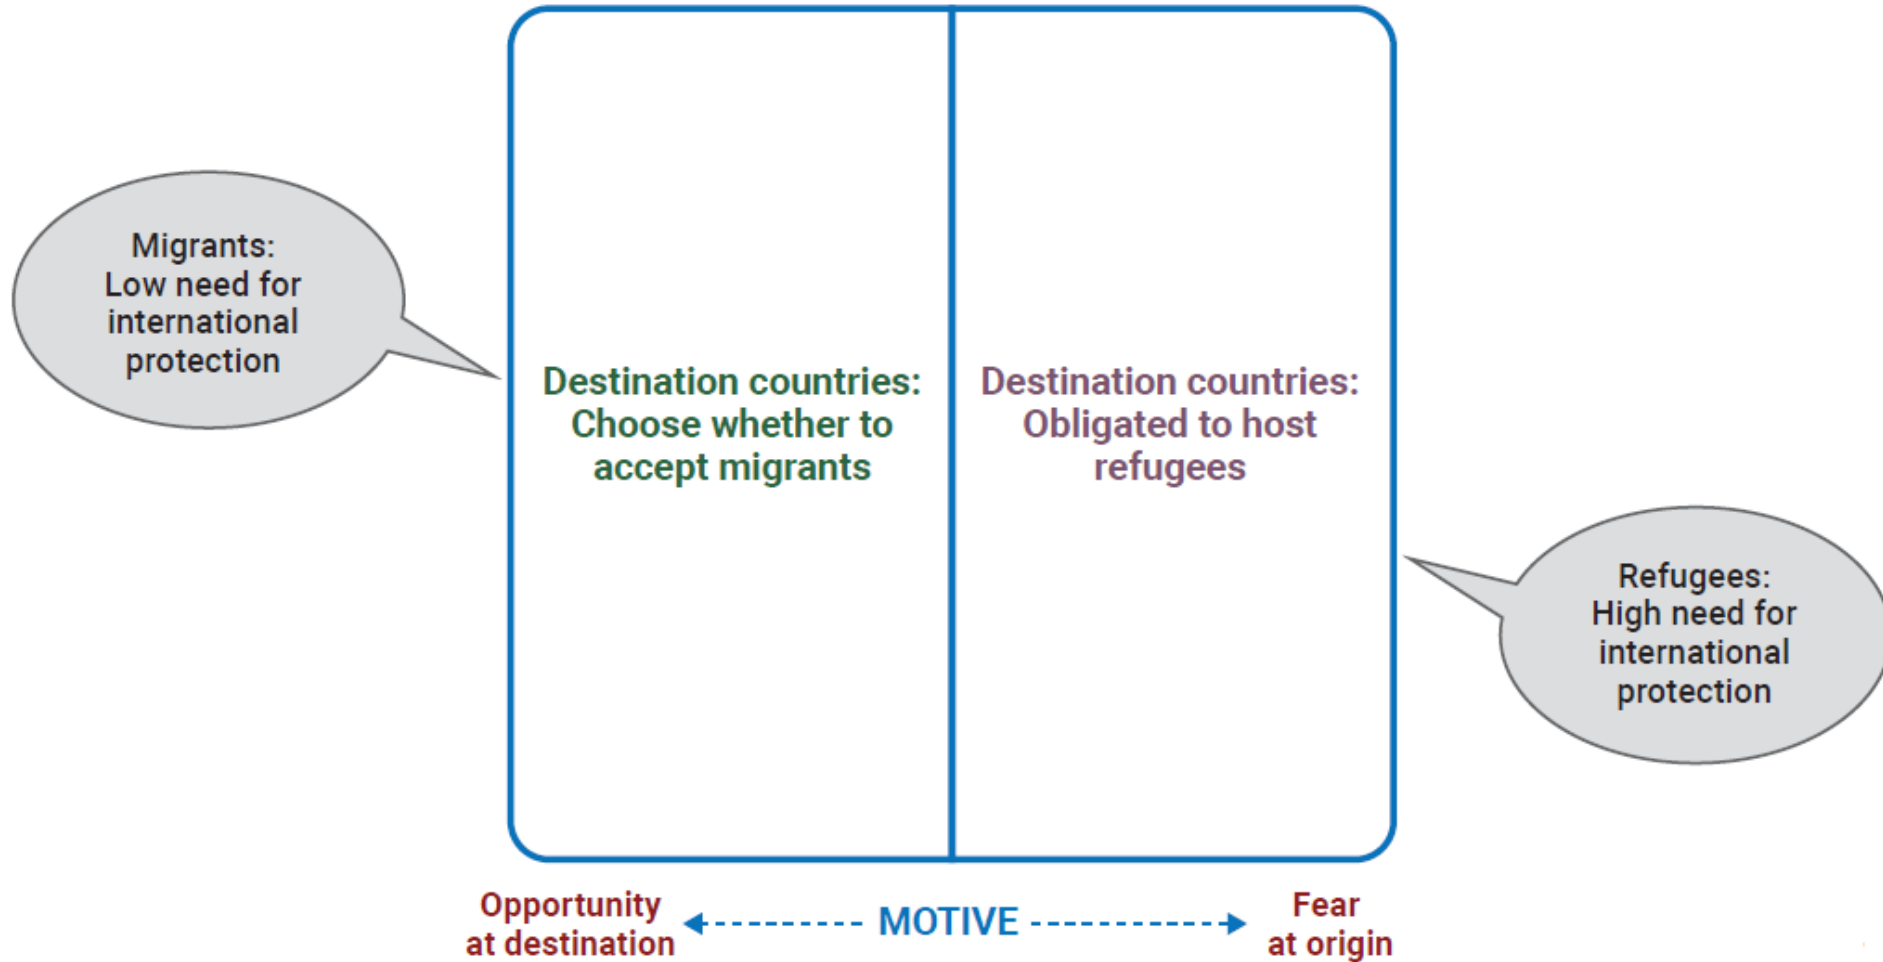 Migrants:
Low need for
international
protection
Destination countries:
Choose whether to
accept migrants
Destination countries:
Obligated to host
refugees
Refugees:
High need for
international
protection
Opportunity
at destination
MOTIVE
Fear
at origin